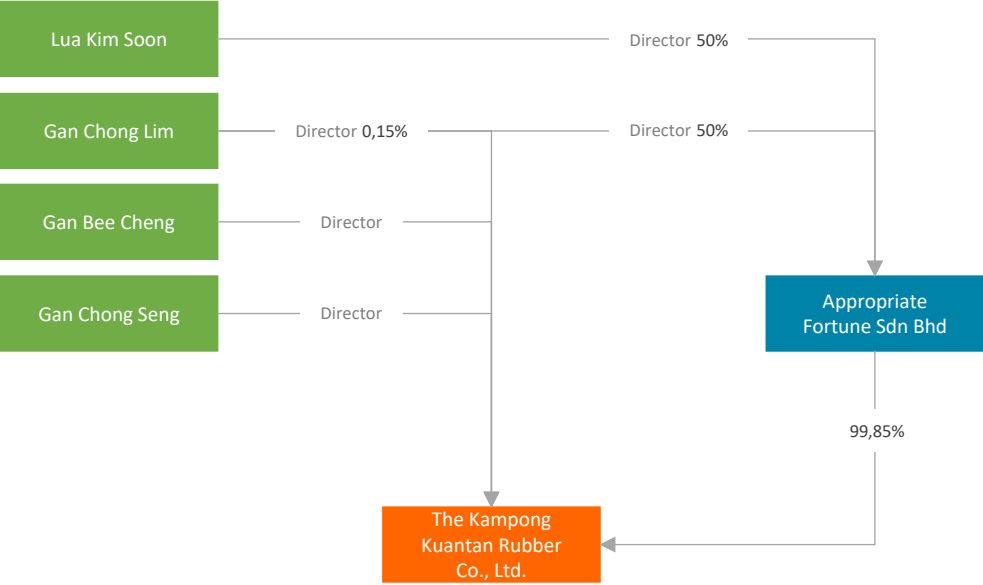 Lua Kim Soon
Director 50%
Gan Chong Lim
Director 0,15%
Director 50%
Gan Bee Cheng
Director
Gan Chong Seng
Director
Appropriate
Fortune Sdn Bhd
99,85%
The Kampong
Kuantan Rubber
Co., Ltd.